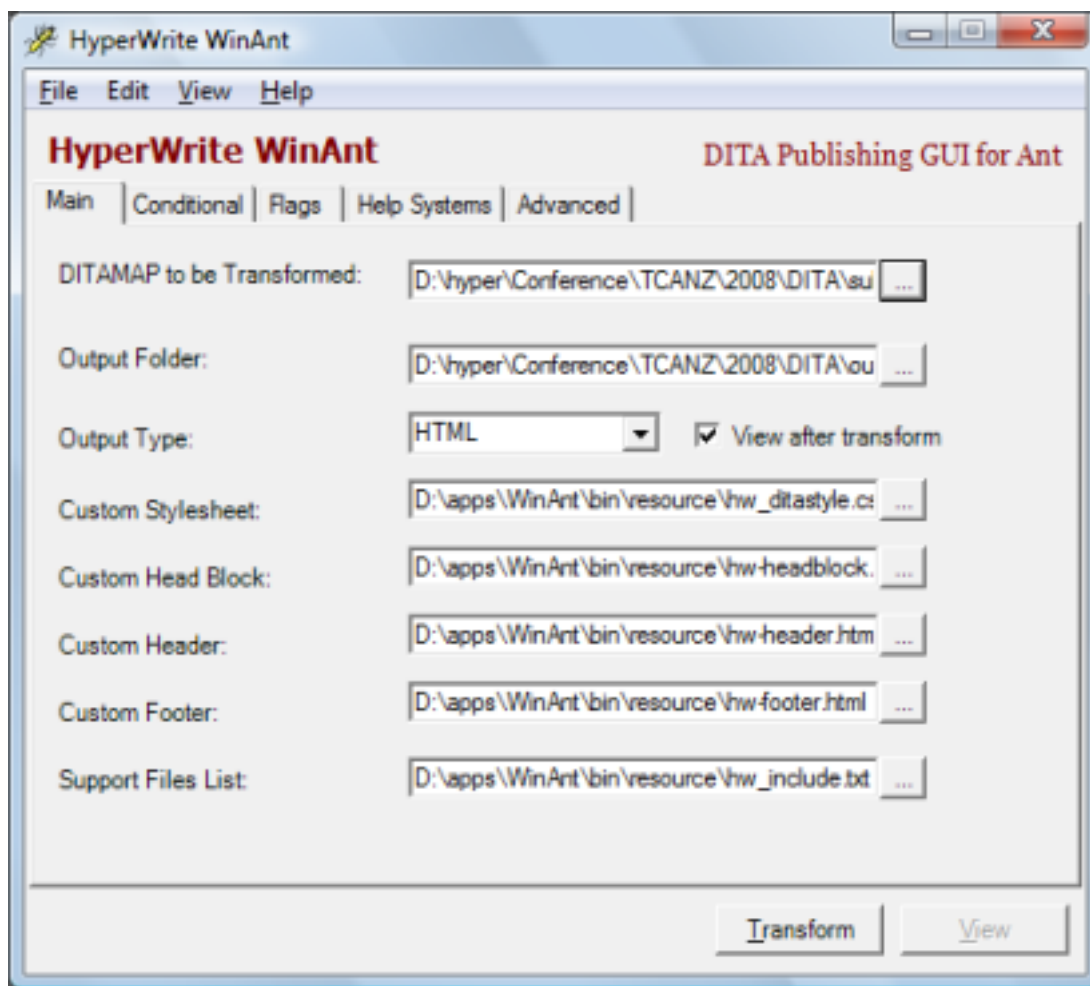 HyperWrite WinAnt
File Edit View Help
HyperWrite WinAnt DITA Publishing GUI for Ant
Main Conditional Flags Help Systems Advanced
DITAMAP to be Transformed: D:\hyper\Conference\TCANZ\2008\DITA\su ...
Output Folder: D:\hyper\Conference\TCANZ\2008\DITA\ou ...
Output Type: HTML View after transform
Custom Stylesheet: D:\apps\WinAnt\bin\resource\hw_ditastyle.cs ...
Custom Head Block: D:\apps\WinAnt\bin\resource\hw-headblock. ...
Custom Header: D:\apps\WinAnt\bin\resource\hw-header.htm ...
Custom Footer: D:\apps\WinAnt\bin\resource\hw-footer.html ...
Support Files List: D:\apps\WinAnt\bin\resource\hw_include.txt ...
Transform View